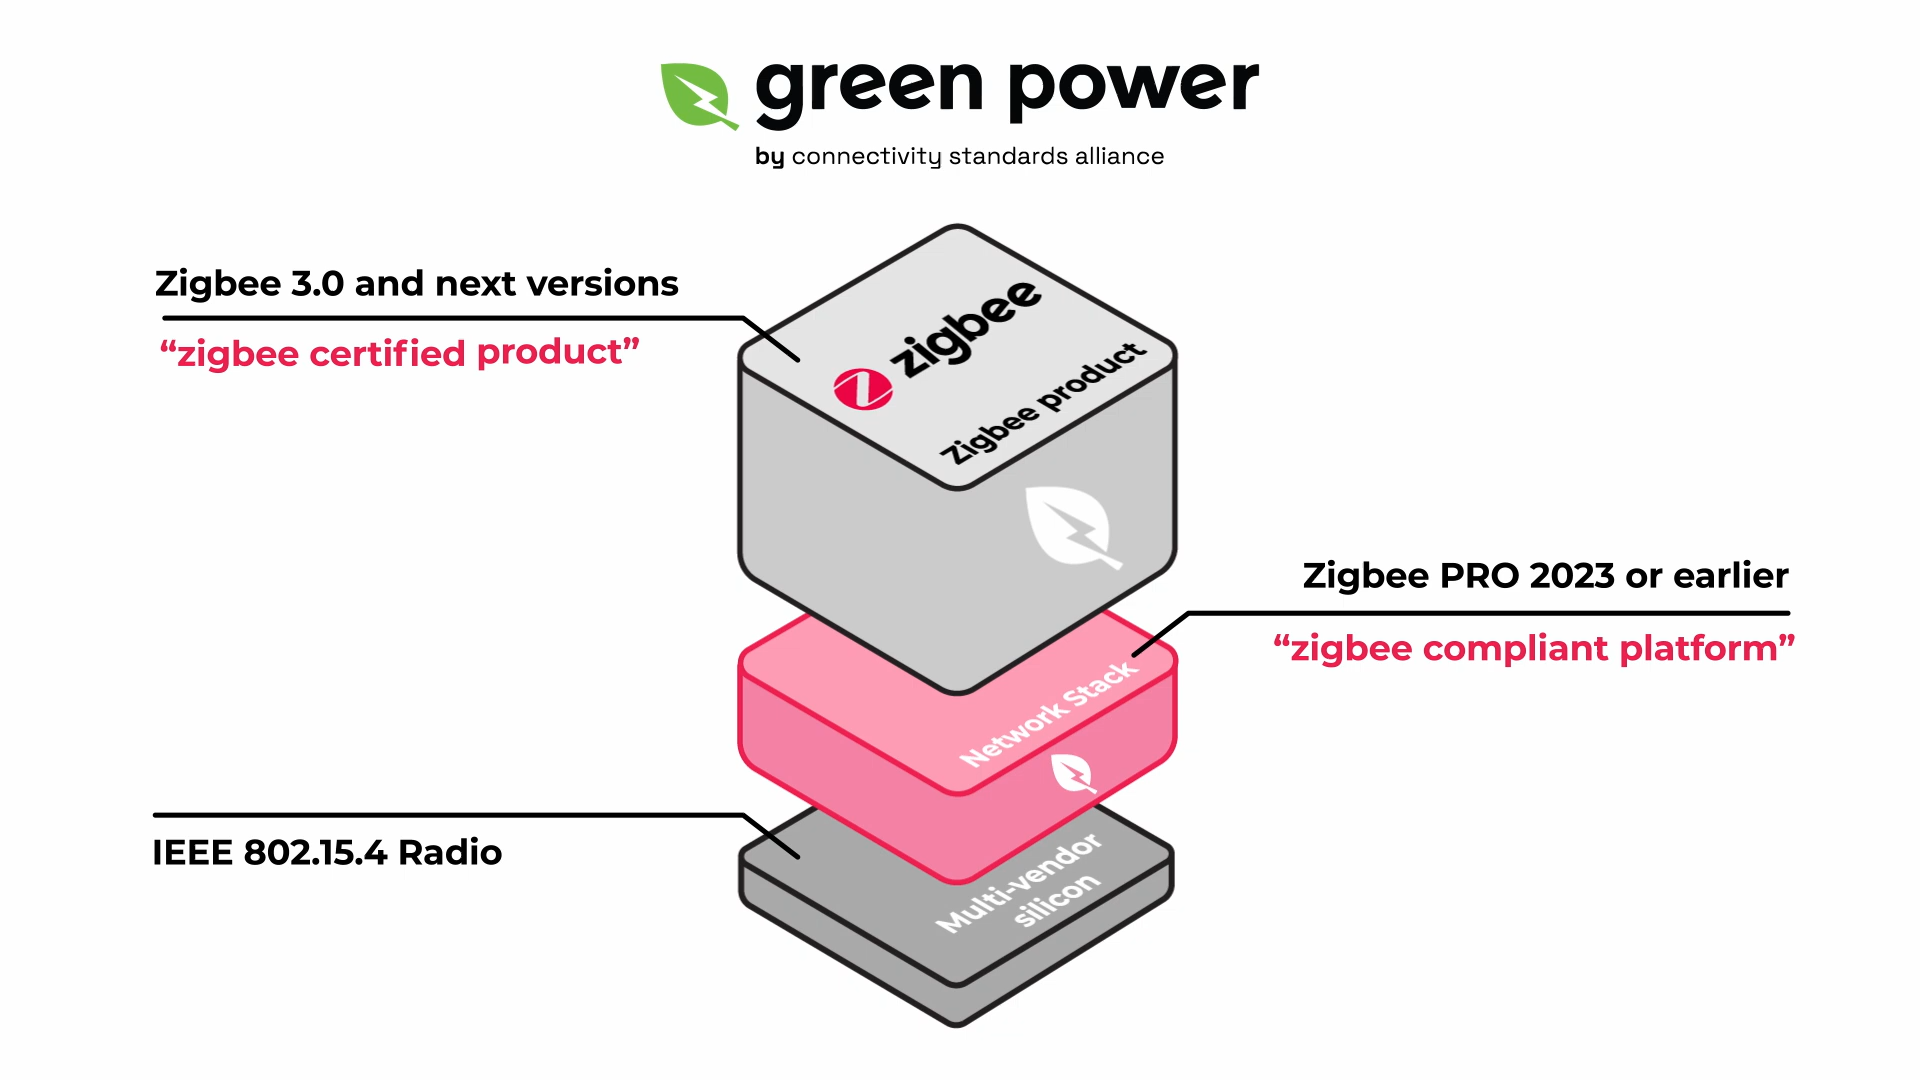 green power
by connectivity standards alliance
Zigbee 3.0 and next versions
“zigbee certified product”
zigbee
Zigbee product
Zigbee PRO 2023 or earlier
“zigbee compliant platform”
Network Stack
IEEE 802.15.4 Radio
Multi-vendor
silicon